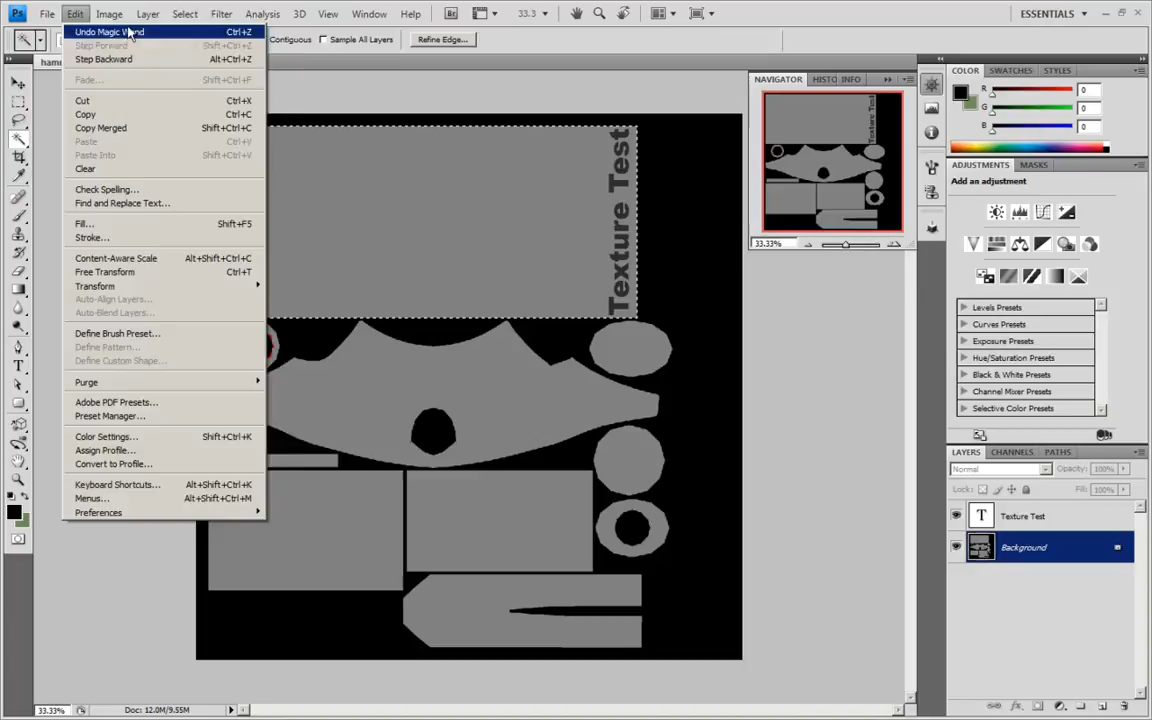 Ps File Edit Image Layer Select Filter Analysis 3D View Window Help Br 33.3 ESSENTIALS
Contiguous Sample All Layers Refine Edge...
Undo Magic Wand Ctrl+Z
Step Forward Shift+Ctrl+Z
Step Backward Alt+Ctrl+Z
Fade... Shift+Ctrl+F
Cut Ctrl+X
Copy Ctrl+C
Copy Merged Shift+Ctrl+C
Paste Ctrl+V
Paste Into Shift+Ctrl+V
Clear
Check Spelling...
Find and Replace Text...
Fill... Shift+F5
Stroke...
Content-Aware Scale Alt+Shift+Ctrl+C
Free Transform Ctrl+T
Transform
Auto-Align Layers...
Auto-Blend Layers...
Define Brush Preset...
Define Pattern...
Define Custom Shape...
Purge
Adobe PDF Presets...
Preset Manager...
Color Settings... Shift+Ctrl+K
Assign Profile...
Convert to Profile...
Keyboard Shortcuts... Alt+Shift+Ctrl+K
Menus... Alt+Shift+Ctrl+M
Preferences
Texture Test
NAVIGATOR HISTO INFO
Texture Test
33.33%
COLOR SWATCHES STYLES
R 0
G 0
B 0
ADJUSTMENTS MASKS
Add an adjustment
Levels Presets
Curves Presets
Exposure Presets
Hue/Saturation Presets
Black & White Presets
Channel Mixer Presets
Selective Color Presets
LAYERS CHANNELS PATHS
Normal Opacity: 100%
Lock: Fill: 100%
T Texture Test
Background
fx
33.33% Doc: 12.0M/9.55M